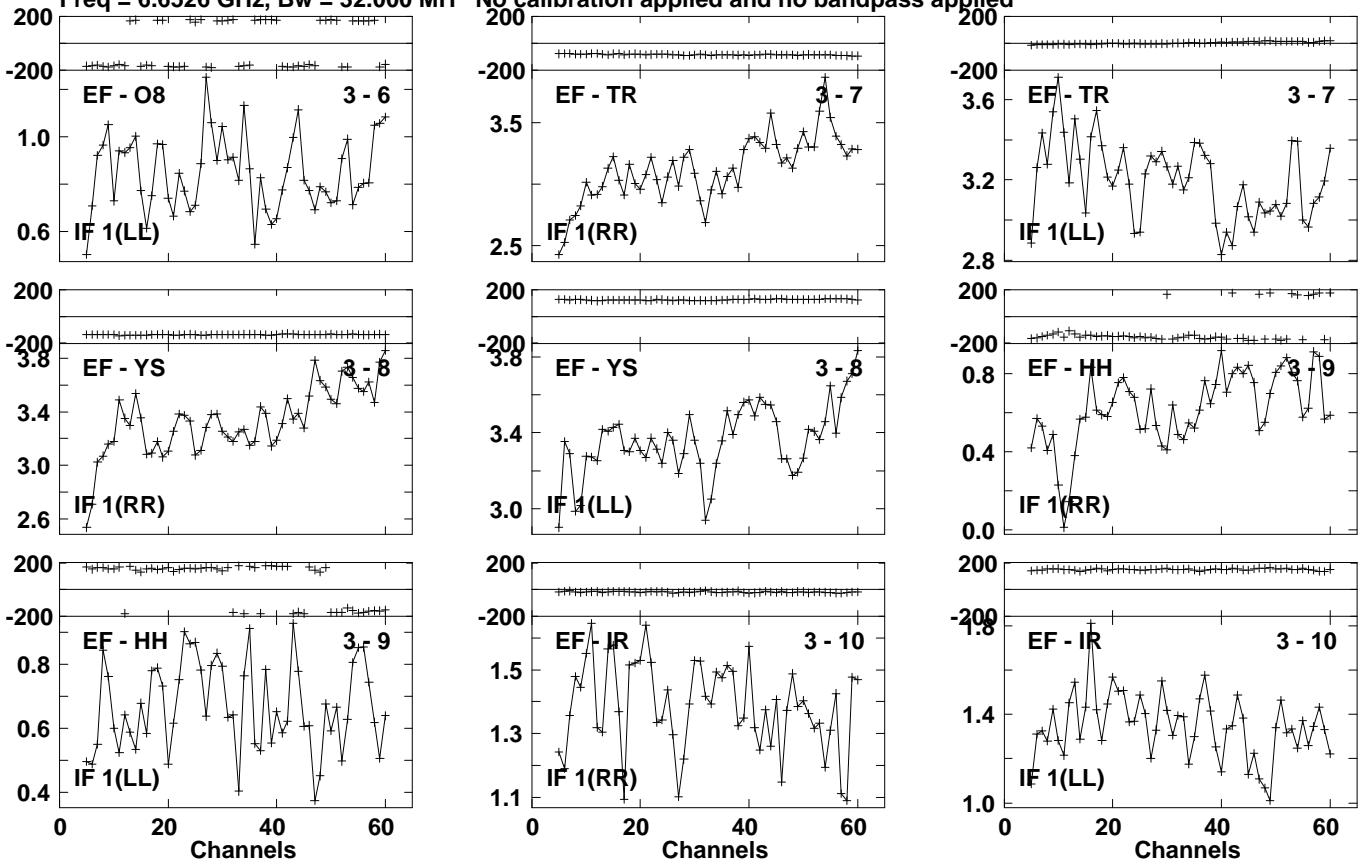 Freq = 6.6526 GHz, Bw = 32.000 MH No calibration applied and no bandpass applied
200
-200
EF - O8 3 - 6
1.0
0.6
IF 1(LL)
200
-200
EF - TR 3 - 7
3.5
2.5
IF 1(RR)
200
-200
EF - TR 3 - 7
3.6
3.2
2.8
IF 1(LL)
200
-200
EF - YS 3 - 8
3.8
3.4
3.0
2.6
IF 1(RR)
200
-200
EF - YS 3 - 8
3.8
3.4
3.0
IF 1(LL)
200
-200
EF - HH 3 - 9
0.8
0.4
0.0
IF 1(RR)
200
-200
EF - HH 3 - 9
0.8
0.6
0.4
IF 1(LL)
0 20 40 60
Channels
200
-200
EF - IR 3 - 10
1.5
1.3
1.1
IF 1(RR)
0 20 40 60
Channels
200
-200
EF - IR 3 - 10
1.8
1.4
1.0
IF 1(LL)
0 20 40 60
Channels